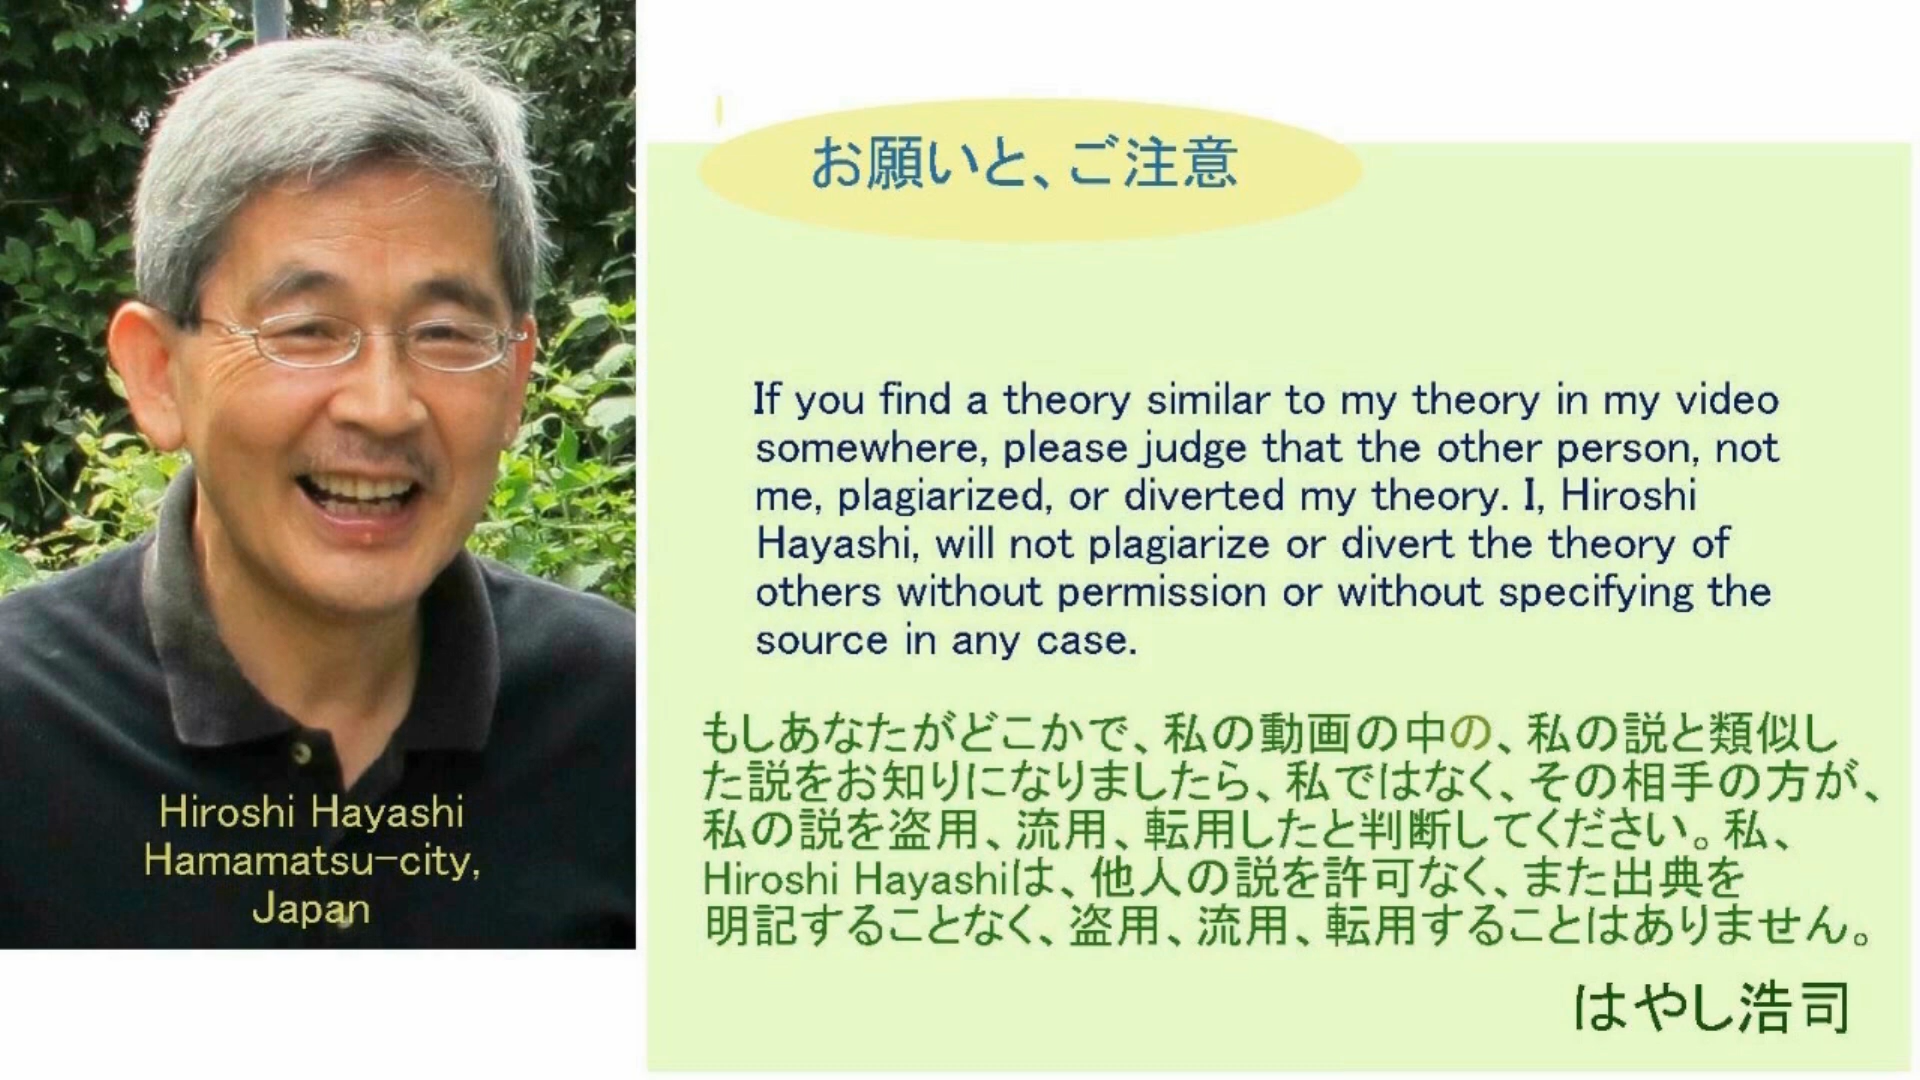 お願いと、ご注意
If you find a theory similar to my theory in my video
somewhere, please judge that the other person, not
me, plagiarized, or diverted my theory. I, Hiroshi
Hayashi, will not plagiarize or divert the theory of
others without permission or without specifying the
source in any case.
もしあなたがどこかで、私の動画の中の、私の説と類似し
た説をお知りになりましたら、私ではなく、その相手の方が、
私の説を盗用、流用、転用したと判断してください。私、
Hiroshi Hayashiは、他人の説を許可なく、また出典を
明記することなく、盗用、流用、転用することはありません。
はやし浩司
Hiroshi Hayashi
Hamamatsu-city,
Japan